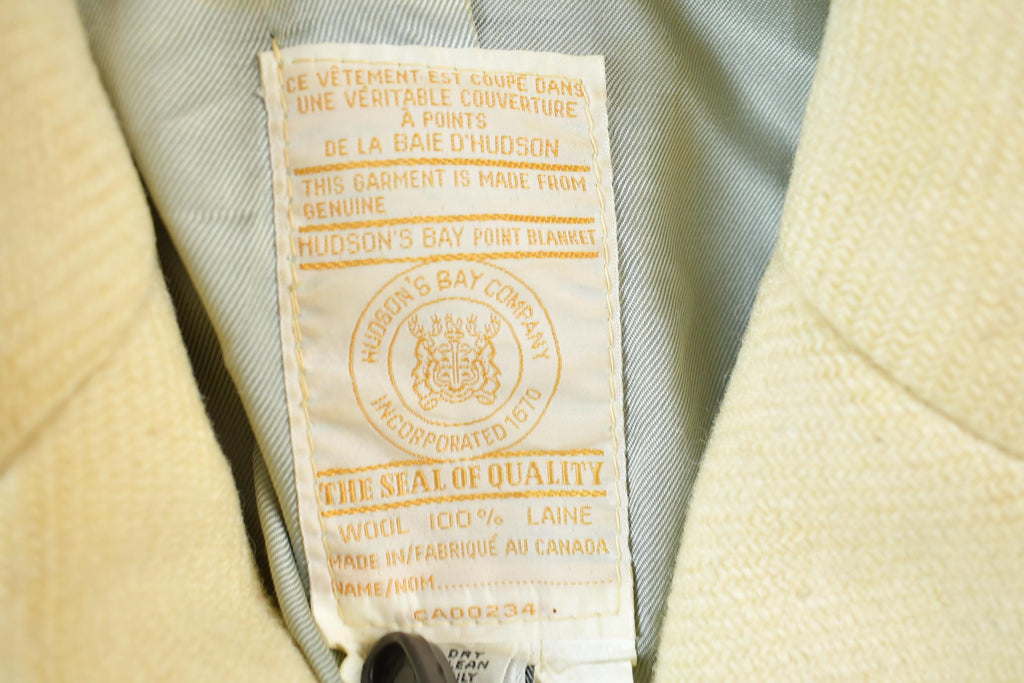 CE VÊTEMENT EST COUPÉ DANS
UNE VÉRITABLE COUVERTURE
À POINTS
DE LA BAIE D'HUDSON
THIS GARMENT IS MADE FROM
GENUINE
HUDSON'S BAY POINT BLANKET
HUDSON'S BAY COMPANY
INCORPORATED 1670
THE SEAL OF QUALITY
WOOL 100% LAINE
MADE IN/FABRIQUÉ AU CANADA
NAME/NOM......................
CA00234.
DRY
CLEAN
ONLY